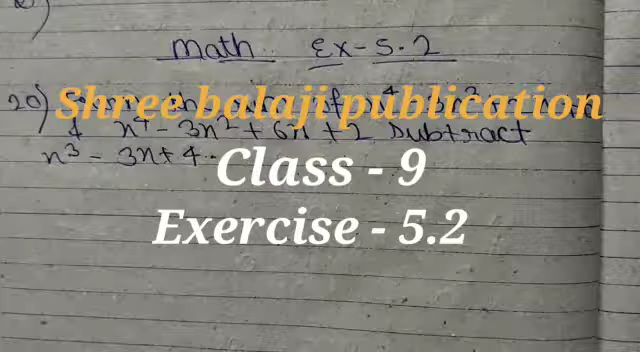 Math Ex-5.2
20)
Shree balaji publication
& x⁴ - 3x² + 6x + 2 subtract
x³ - 3x + 4.
Class - 9
Exercise - 5.2